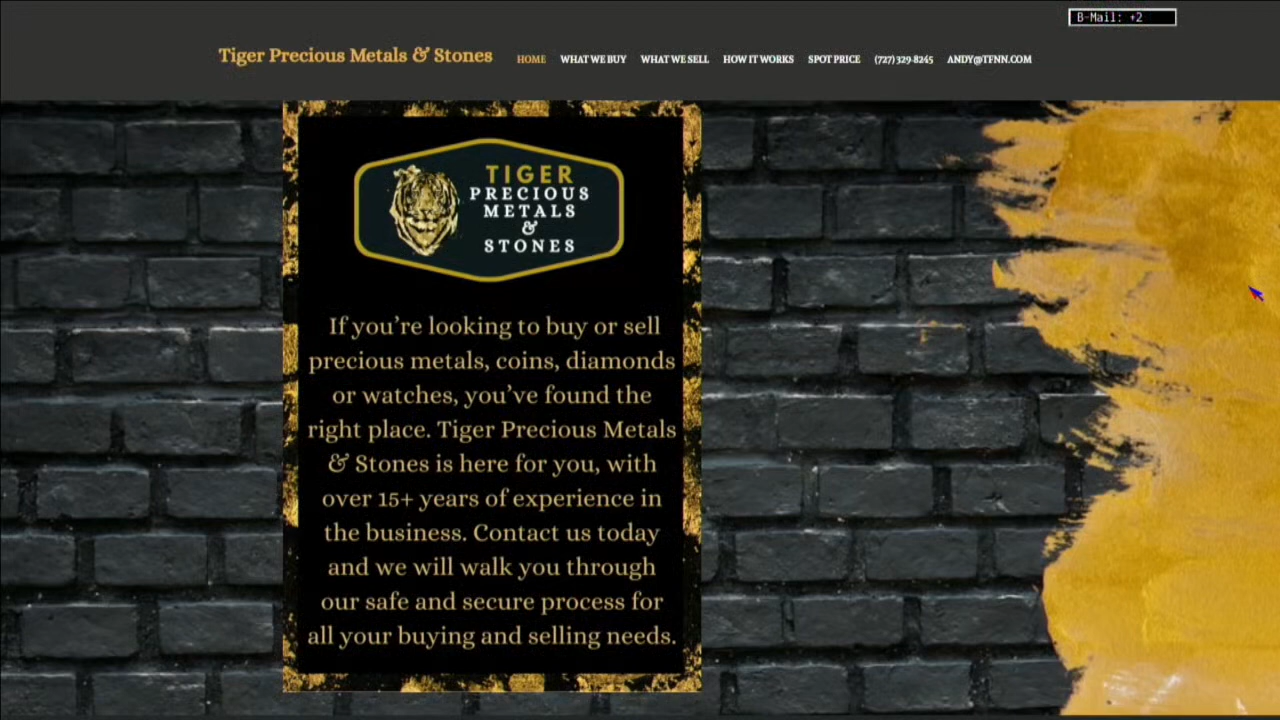 B-Mail: +2
Tiger Precious Metals & Stones
HOME WHAT WE BUY WHAT WE SELL HOW IT WORKS SPOT PRICE (727) 329-8245 ANDY@TFNN.COM
TIGER
PRECIOUS
METALS
&
STONES
If you're looking to buy or sell
precious metals, coins, diamonds
or watches, you've found the
right place. Tiger Precious Metals
& Stones is here for you, with
over 15+ years of experience in
the business. Contact us today
and we will walk you through
our safe and secure process for
all your buying and selling needs.